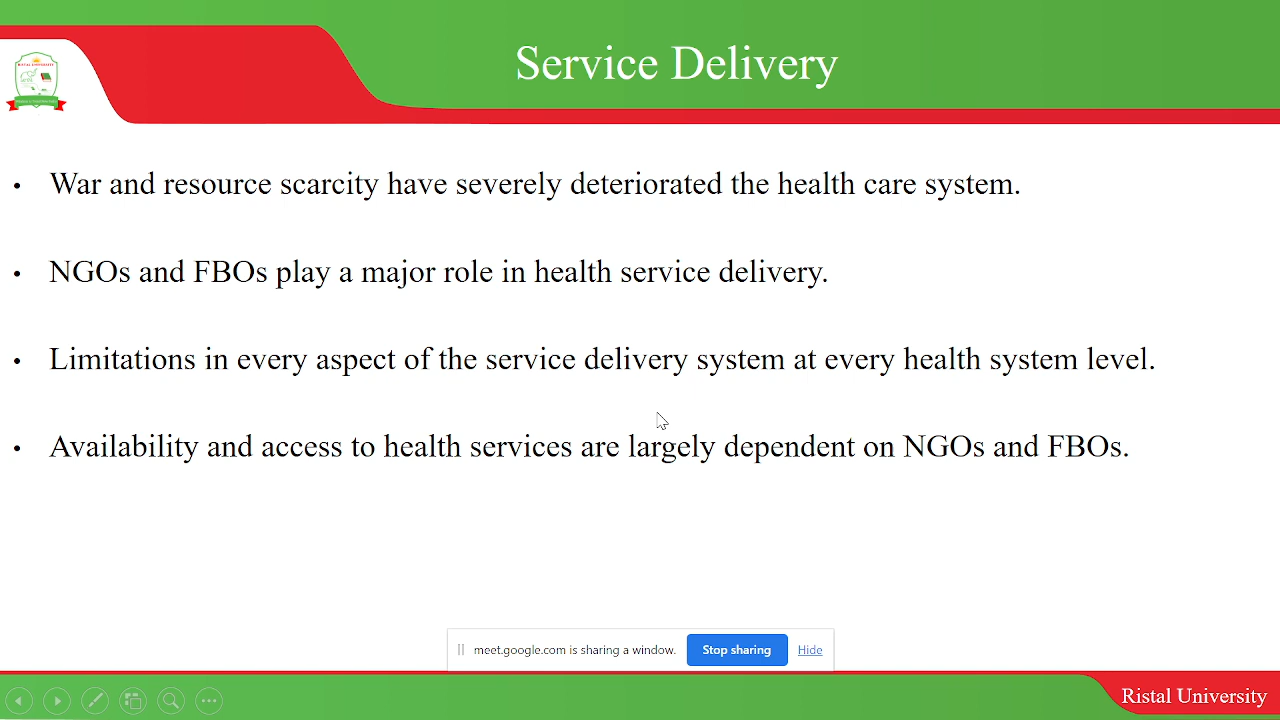 Service Delivery
RISTAL UNIVERSITY
• War and resource scarcity have severely deteriorated the health care system.
• NGOs and FBOs play a major role in health service delivery.
• Limitations in every aspect of the service delivery system at every health system level.
• Availability and access to health services are largely dependent on NGOs and FBOs.
meet.google.com is sharing a window. Stop sharing Hide
Ristal University